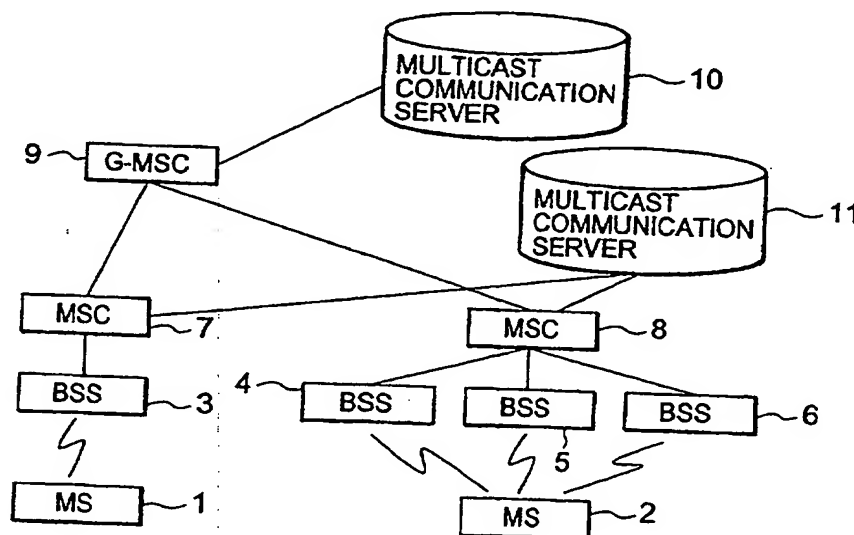 MULTICAST
COMMUNICATION
SERVER
10
9
G-MSC
MULTICAST
COMMUNICATION
SERVER
11
MSC
7
MSC
8
BSS
3
4
BSS
BSS
5
BSS
6
MS
1
MS
2